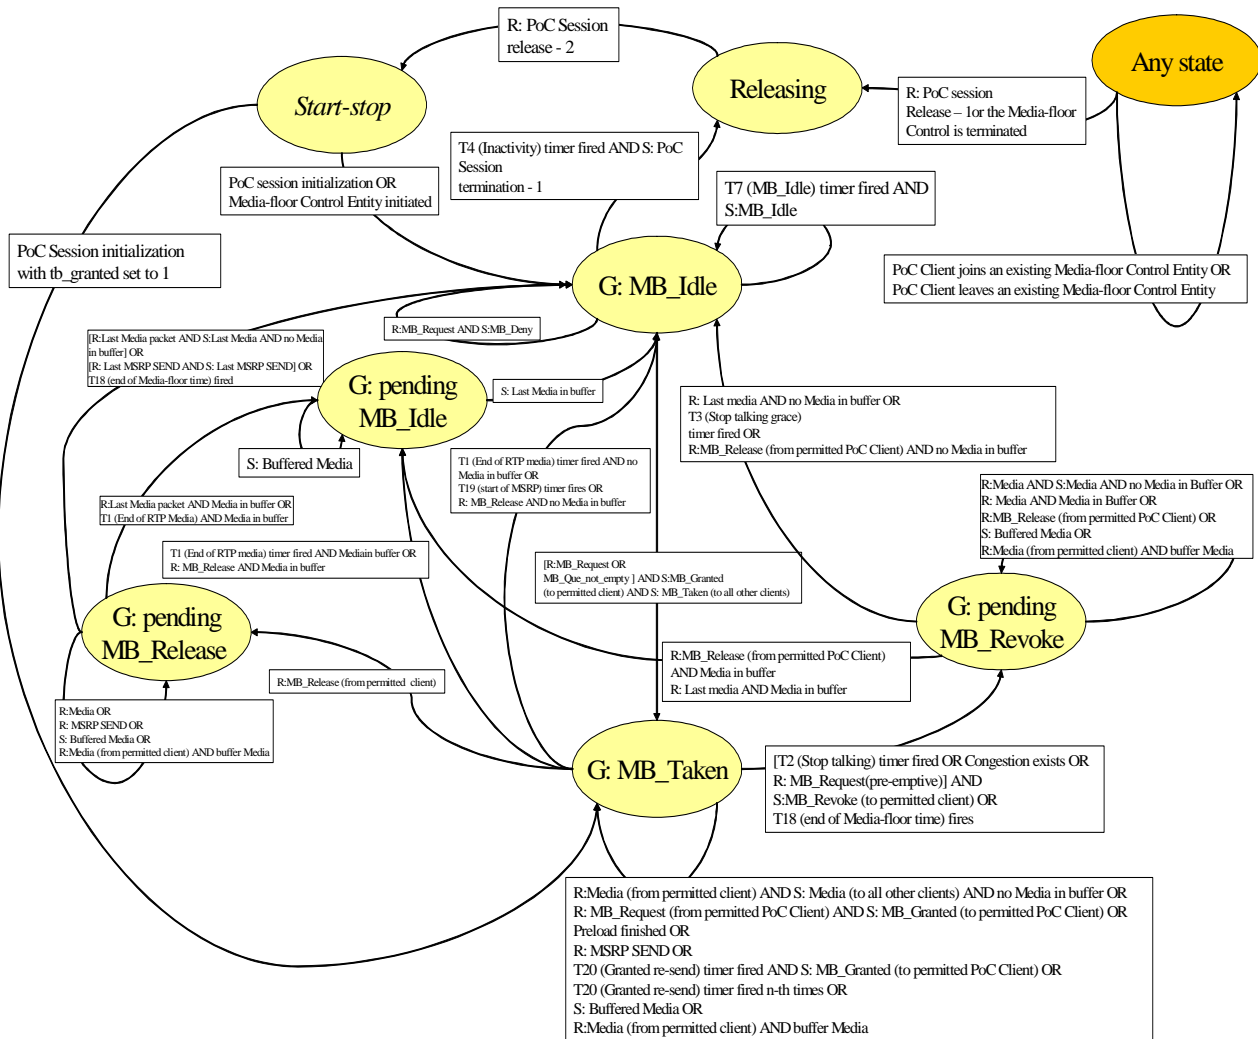 R: PoC Session
release - 2
Any state
Start-stop
Releasing
R: PoC session
Release – 1or the Media-floor
Control is terminated
T4 (Inactivity) timer fired AND S: PoC
Session
termination - 1
PoC session initialization OR
Media-floor Control Entity initiated
T7 (MB_Idle) timer fired AND
S:MB_Idle
PoC Session initialization
with tb_granted set to 1
G: MB_Idle
PoC Client joins an existing Media-floor Control Entity OR
PoC Client leaves an existing Media-floor Control Entity
R:MB_Request AND S:MB_Deny
[R:Last Media packet AND S:Last Media AND no Media
in buffer] OR
[R: Last MSRP SEND AND S: Last MSRP SEND] OR
T18 (end of Media-floor time) fired
G: pending
MB_Idle
S: Last Media in buffer
R: Last media AND no Media in buffer OR
T3 (Stop talking grace)
timer fired OR
R:MB_Release (from permitted PoC Client) AND no Media in buffer
S: Buffered Media
T1 (End of RTP media) timer fired AND no
Media in buffer OR
T19 (start of MSRP) timer fires OR
R: MB_Release AND no Media in buffer
R:Media AND S:Media AND no Media in Buffer OR
R: Media AND Media in Buffer OR
R:MB_Release (from permitted PoC Client) OR
S: Buffered Media OR
R:Media (from permitted client) AND buffer Media
R:Last Media packet AND Media in buffer OR
T1 (End of RTP Media) AND Media in buffer
T1 (End of RTP media) timer fired AND Mediain buffer OR
R: MB_Release AND Media in buffer
[R:MB_Request OR
MB_Que_not_empty ] AND S:MB_Granted
(to permitted client) AND S: MB_Taken (to all other clients)
G: pending
MB_Release
G: pending
MB_Revoke
R:MB_Release (from permitted PoC Client)
AND Media in buffer
R: Last media AND Media in buffer
R:MB_Release (from permitted client)
R:Media OR
R: MSRP SEND OR
S: Buffered Media OR
R:Media (from permitted client) AND buffer Media
G: MB_Taken
[T2 (Stop talking) timer fired OR Congestion exists OR
R: MB_Request(pre-emptive)] AND
S:MB_Revoke (to permitted client) OR
T18 (end of Media-floor time) fires
R:Media (from permitted client) AND S: Media (to all other clients) AND no Media in buffer OR
R: MB_Request (from permitted PoC Client) AND S: MB_Granted (to permitted PoC Client) OR
Preload finished OR
R: MSRP SEND OR
T20 (Granted re-send) timer fired AND S: MB_Granted (to permitted PoC Client) OR
T20 (Granted re-send) timer fired n-th times OR
S: Buffered Media OR
R:Media (from permitted client) AND buffer Media